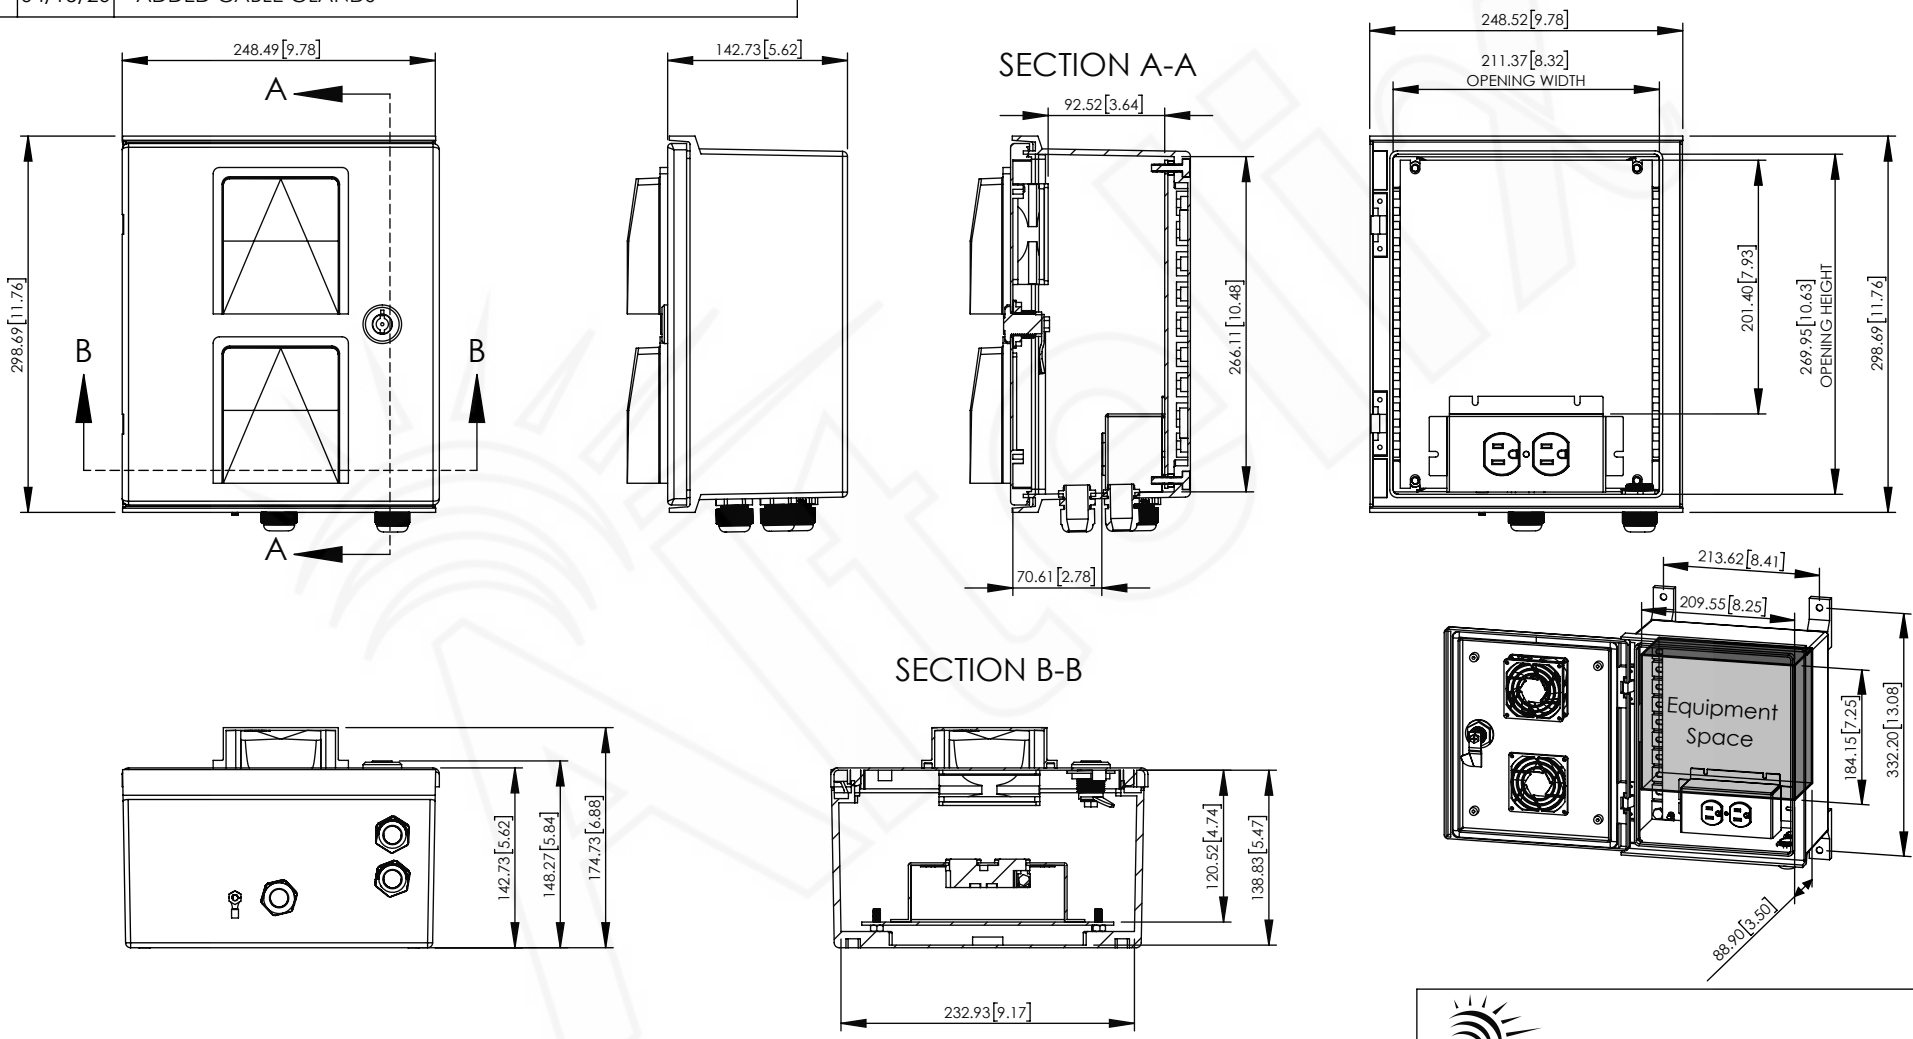 ADDED CABLE GLANDS
248.49[9.78]
142.73[5.62]
SECTION A-A
92.52[3.64]
248.52[9.78]
211.37[8.32]
OPENING WIDTH
A
298.69[11.76]
B
B
A
266.11[10.48]
70.61[2.78]
201.40[7.93]
269.95[10.63]
OPENING HEIGHT
298.69[11.76]
213.62[8.41]
209.55[8.25]
Equipment
Space
184.15[7.25]
332.20[13.08]
88.90[3.50]
SECTION B-B
142.73[5.62]
148.27[5.84]
174.73[6.88]
120.52[4.74]
138.83[5.47]
232.93[9.17]
Altelix